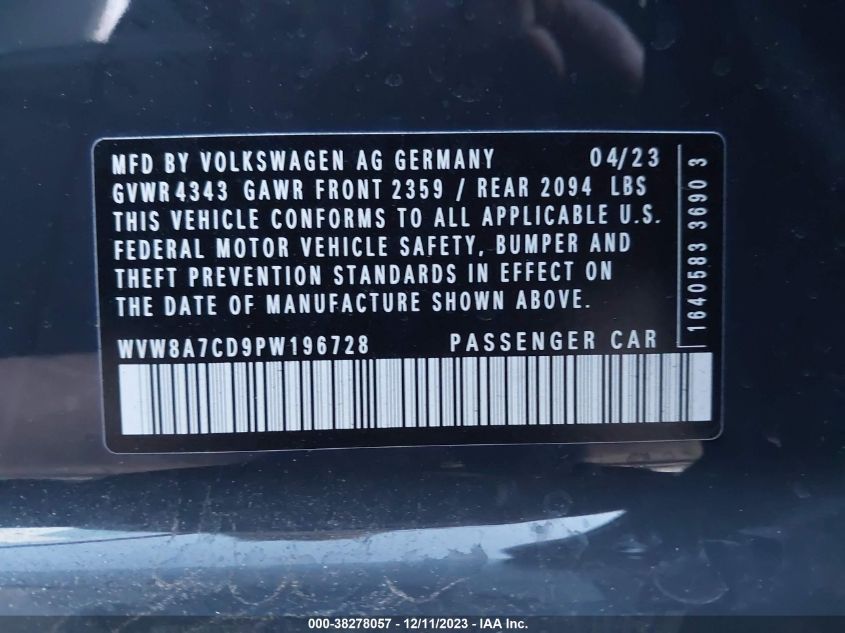 MFD BY VOLKSWAGEN AG GERMANY 04/23
GVWR 4343 GAWR FRONT 2359 / REAR 2094 LBS
THIS VEHICLE CONFORMS TO ALL APPLICABLE U.S.
FEDERAL MOTOR VEHICLE SAFETY, BUMPER AND
THEFT PREVENTION STANDARDS IN EFFECT ON
THE DATE OF MANUFACTURE SHOWN ABOVE.
WVW8A7CD9PW196728 PASSENGER CAR
1640583 3690 3
000-38278057 - 12/11/2023 - IAA Inc.